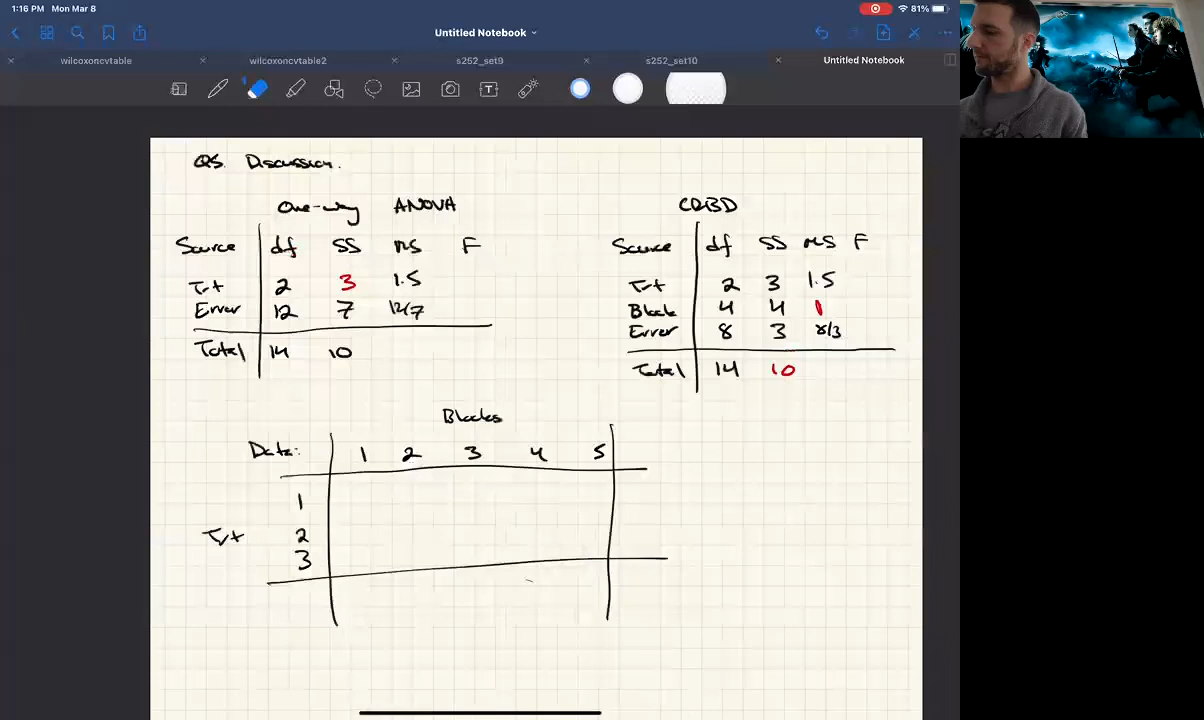 1:16 PM Mon Mar 8
81%
Untitled Notebook
wilcoxoncvtable
wilcoxoncvtable2
s252_set9
s252_set10
Untitled Notebook
Q5. Discussion.
One-way ANOVA
Source df SS MS F
Trt 2 3 1.5
Error 12 7 12/7
Total 14 10
CRBD
Source df SS MS F
Trt 2 3 1.5
Block 4 4 1
Error 8 3 8/3
Total 14 10
Blocks
Data: 1 2 3 4 5
1
Trt 2
3